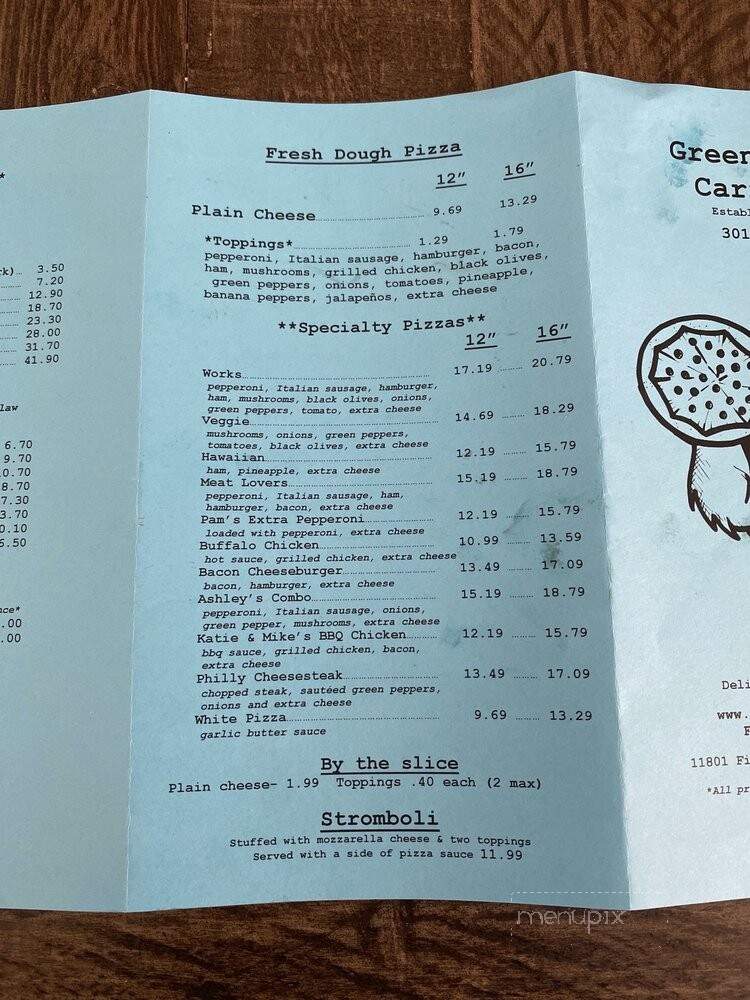 *
rk) 3.50
7.20
12.90
18.70
23.30
28.00
31.70
41.90
law
6.70
9.70
0.70
8.70
7.30
3.70
0.10
6.50
nce*
.00
.00
Fresh Dough Pizza
12" 16"
Plain Cheese 9.69 13.29
*Toppings* 1.29 1.79
pepperoni, Italian sausage, hamburger, bacon,
ham, mushrooms, grilled chicken, black olives,
green peppers, onions, tomatoes, pineapple,
banana peppers, jalapeños, extra cheese
**Specialty Pizzas**
12" 16"
Works 17.19 20.79
pepperoni, Italian sausage, hamburger,
ham, mushrooms, black olives, onions,
green peppers, tomato, extra cheese
Veggie 14.69 18.29
mushrooms, onions, green peppers,
tomatoes, black olives, extra cheese
Hawaiian 12.19 15.79
ham, pineapple, extra cheese
Meat Lovers 15.19 18.79
pepperoni, Italian sausage, ham,
hamburger, bacon, extra cheese
Pam's Extra Pepperoni 12.19 15.79
loaded with pepperoni, extra cheese
Buffalo Chicken 10.99 13.59
hot sauce, grilled chicken, extra cheese
Bacon Cheeseburger 13.49 17.09
bacon, hamburger, extra cheese
Ashley's Combo 15.19 18.79
pepperoni, Italian sausage, onions,
green pepper, mushrooms, extra cheese
Katie & Mike's BBQ Chicken 12.19 15.79
bbq sauce, grilled chicken, bacon,
extra cheese
Philly Cheesesteak 13.49 17.09
chopped steak, sautéed green peppers,
onions and extra cheese
White Pizza 9.69 13.29
garlic butter sauce
By the slice
Plain cheese- 1.99 Toppings .40 each (2 max)
Stromboli
Stuffed with mozzarella cheese & two toppings
Served with a side of pizza sauce 11.99
Green
Car
Establ
301
Deli
www.
F
11801 Fi
*All pr
menupix